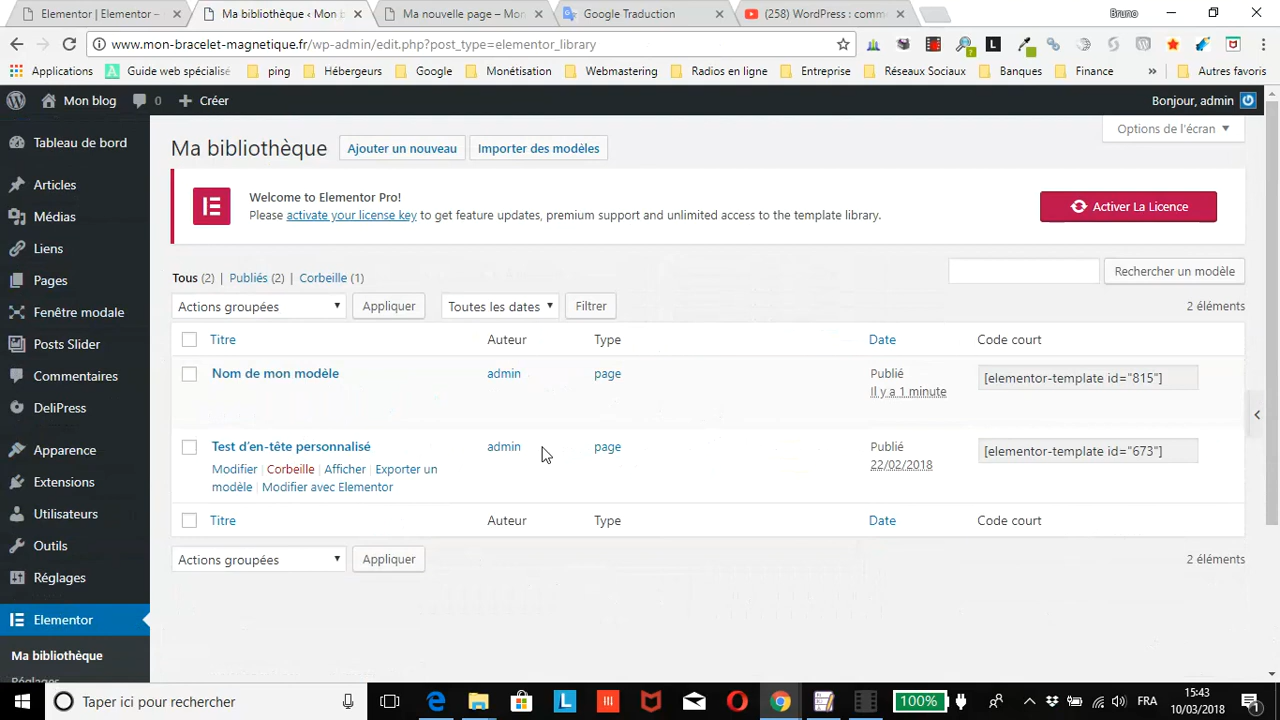 Elementor | Elementor –
Ma bibliothèque ‹ Mon b
Ma nouvelle page – Mon
Google Traduction
(258) WordPress : comm
Bruno
www.mon-bracelet-magnetique.fr/wp-admin/edit.php?post_type=elementor_library
Applications
Guide web spécialisé
ping
Hébergeurs
Google
Monétisation
Webmastering
Radios en ligne
Entreprise
Réseaux Sociaux
Banques
Finance
»
Autres favoris
Mon blog
0
Créer
Bonjour, admin
Tableau de bord
Articles
Médias
Liens
Pages
Fenêtre modale
Posts Slider
Commentaires
DeliPress
Apparence
Extensions
Utilisateurs
Outils
Réglages
Elementor
Ma bibliothèque
Réglages
Options de l'écran
Ma bibliothèque
Ajouter un nouveau
Importer des modèles
Welcome to Elementor Pro!
Please activate your license key to get feature updates, premium support and unlimited access to the template library.
Activer La Licence
Tous (2) | Publiés (2) | Corbeille (1)
Rechercher un modèle
Actions groupées
Appliquer
Toutes les dates
Filtrer
2 éléments
Titre Auteur Type Date Code court
Nom de mon modèle admin page Publié [elementor-template id="815"]
Il y a 1 minute
Test d'en-tête personnalisé admin page Publié [elementor-template id="673"]
22/02/2018
Modifier | Corbeille | Afficher | Exporter un
modèle | Modifier avec Elementor
Titre Auteur Type Date Code court
Actions groupées
Appliquer
2 éléments
Taper ici pour rechercher
100%
FRA
15:43
10/03/2018